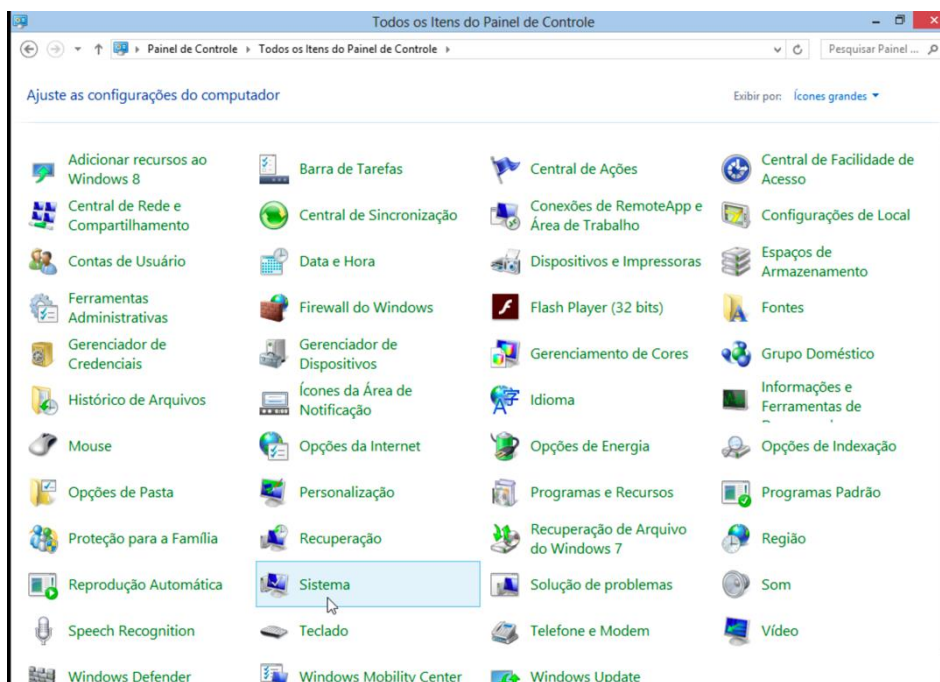 Todos os Itens do Painel de Controle
Painel de Controle Todos os Itens do Painel de Controle
Pesquisar Painel ...
Ajuste as configurações do computador
Exibir por: Ícones grandes
Adicionar recursos ao
Windows 8
Barra de Tarefas
Central de Ações
Central de Facilidade de
Acesso
Central de Rede e
Compartilhamento
Central de Sincronização
Conexões de RemoteApp e
Área de Trabalho
Configurações de Local
Contas de Usuário
Data e Hora
Dispositivos e Impressoras
Espaços de
Armazenamento
Ferramentas
Administrativas
Firewall do Windows
Flash Player (32 bits)
Fontes
Gerenciador de
Credenciais
Gerenciador de
Dispositivos
Gerenciamento de Cores
Grupo Doméstico
Histórico de Arquivos
Ícones da Área de
Notificação
Idioma
Informações e
Ferramentas de
Mouse
Opções da Internet
Opções de Energia
Opções de Indexação
Opções de Pasta
Personalização
Programas e Recursos
Programas Padrão
Proteção para a Família
Recuperação
Recuperação de Arquivo
do Windows 7
Região
Reprodução Automática
Sistema
Solução de problemas
Som
Speech Recognition
Teclado
Telefone e Modem
Vídeo
Windows Defender
Windows Mobility Center
Windows Update